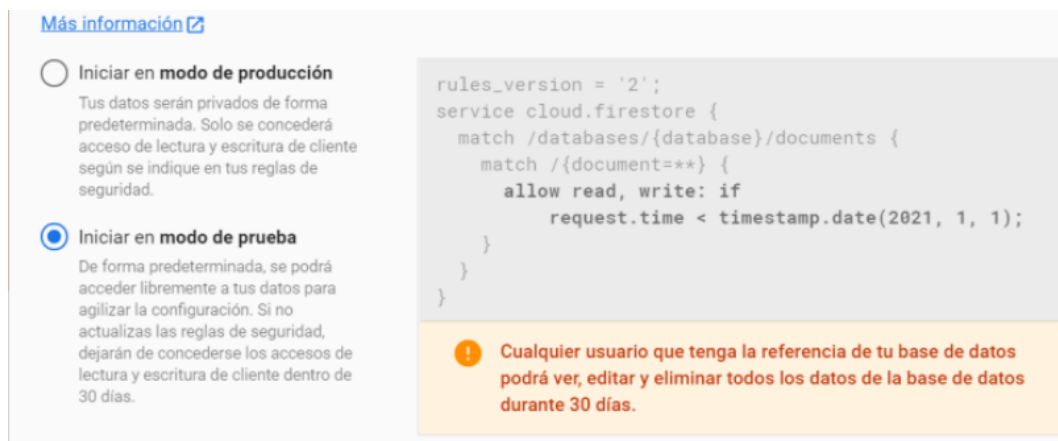 Más información
Iniciar en modo de producción
Tus datos serán privados de forma
predeterminada. Solo se concederá
acceso de lectura y escritura de cliente
según se indique en tus reglas de
seguridad.
Iniciar en modo de prueba
De forma predeterminada, se podrá
acceder libremente a tus datos para
agilizar la configuración. Si no
actualizas las reglas de seguridad,
dejarán de concederse los accesos de
lectura y escritura de cliente dentro de
30 días.
rules_version = '2';
service cloud.firestore {
  match /databases/{database}/documents {
    match /{document=**} {
      allow read, write: if
          request.time < timestamp.date(2021, 1, 1);
    }
  }
}
Cualquier usuario que tenga la referencia de tu base de datos
podrá ver, editar y eliminar todos los datos de la base de datos
durante 30 días.